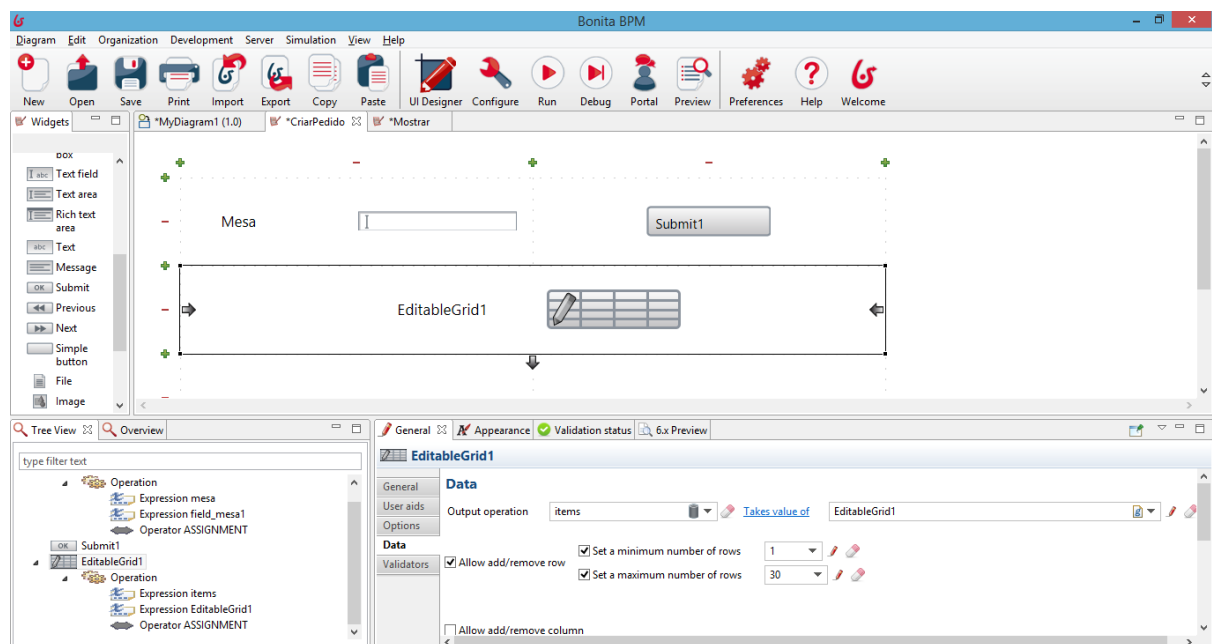 Bonita BPM
Diagram Edit Organization Development Server Simulation View Help
New Open Save Print Import Export Copy Paste UI Designer Configure Run Debug Portal Preview Preferences Help Welcome
Widgets
*MyDiagram1 (1.0) *CriarPedido *Mostrar
box
Text field
Text area
Rich text
area
abc Text
Message
OK Submit
Previous
Next
Simple
button
File
Image
Mesa
Submit1
EditableGrid1
Tree View Overview
type filter text
Operation
Expression mesa
Expression field_mesa1
Operator ASSIGNMENT
OK Submit1
EditableGrid1
Operation
Expression items
Expression EditableGrid1
Operator ASSIGNMENT
General Appearance Validation status 6.x Preview
EditableGrid1
General
User aids
Options
Data
Validators
Data
Output operation items Takes value of EditableGrid1
Allow add/remove row
Set a minimum number of rows 1
Set a maximum number of rows 30
Allow add/remove column